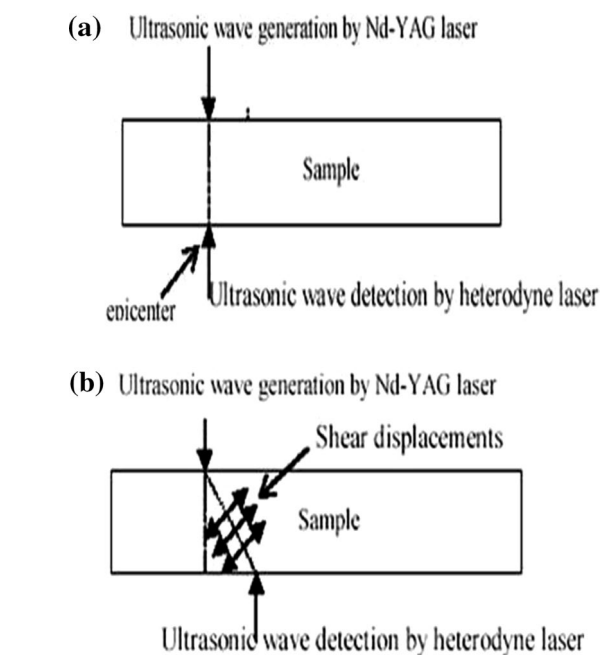 (a) Ultrasonic wave generation by Nd-YAG laser
Sample
epicenter
Ultrasonic wave detection by heterodyne laser
(b) Ultrasonic wave generation by Nd-YAG laser
Shear displacements
Sample
Ultrasonic wave detection by heterodyne laser